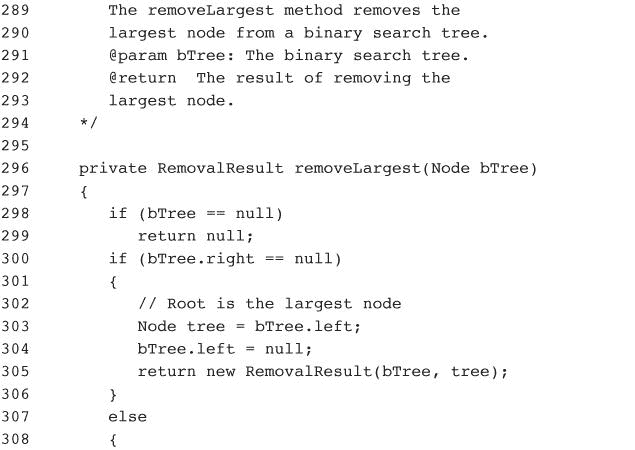 289        The removeLargest method removes the
290        largest node from a binary search tree.
291        @param bTree: The binary search tree.
292        @return  The result of removing the
293        largest node.
294     */
295
296     private RemovalResult removeLargest(Node bTree)
297     {
298        if (bTree == null)
299           return null;
300        if (bTree.right == null)
301        {
302           // Root is the largest node
303           Node tree = bTree.left;
304           bTree.left = null;
305           return new RemovalResult(bTree, tree);
306        }
307        else
308        {